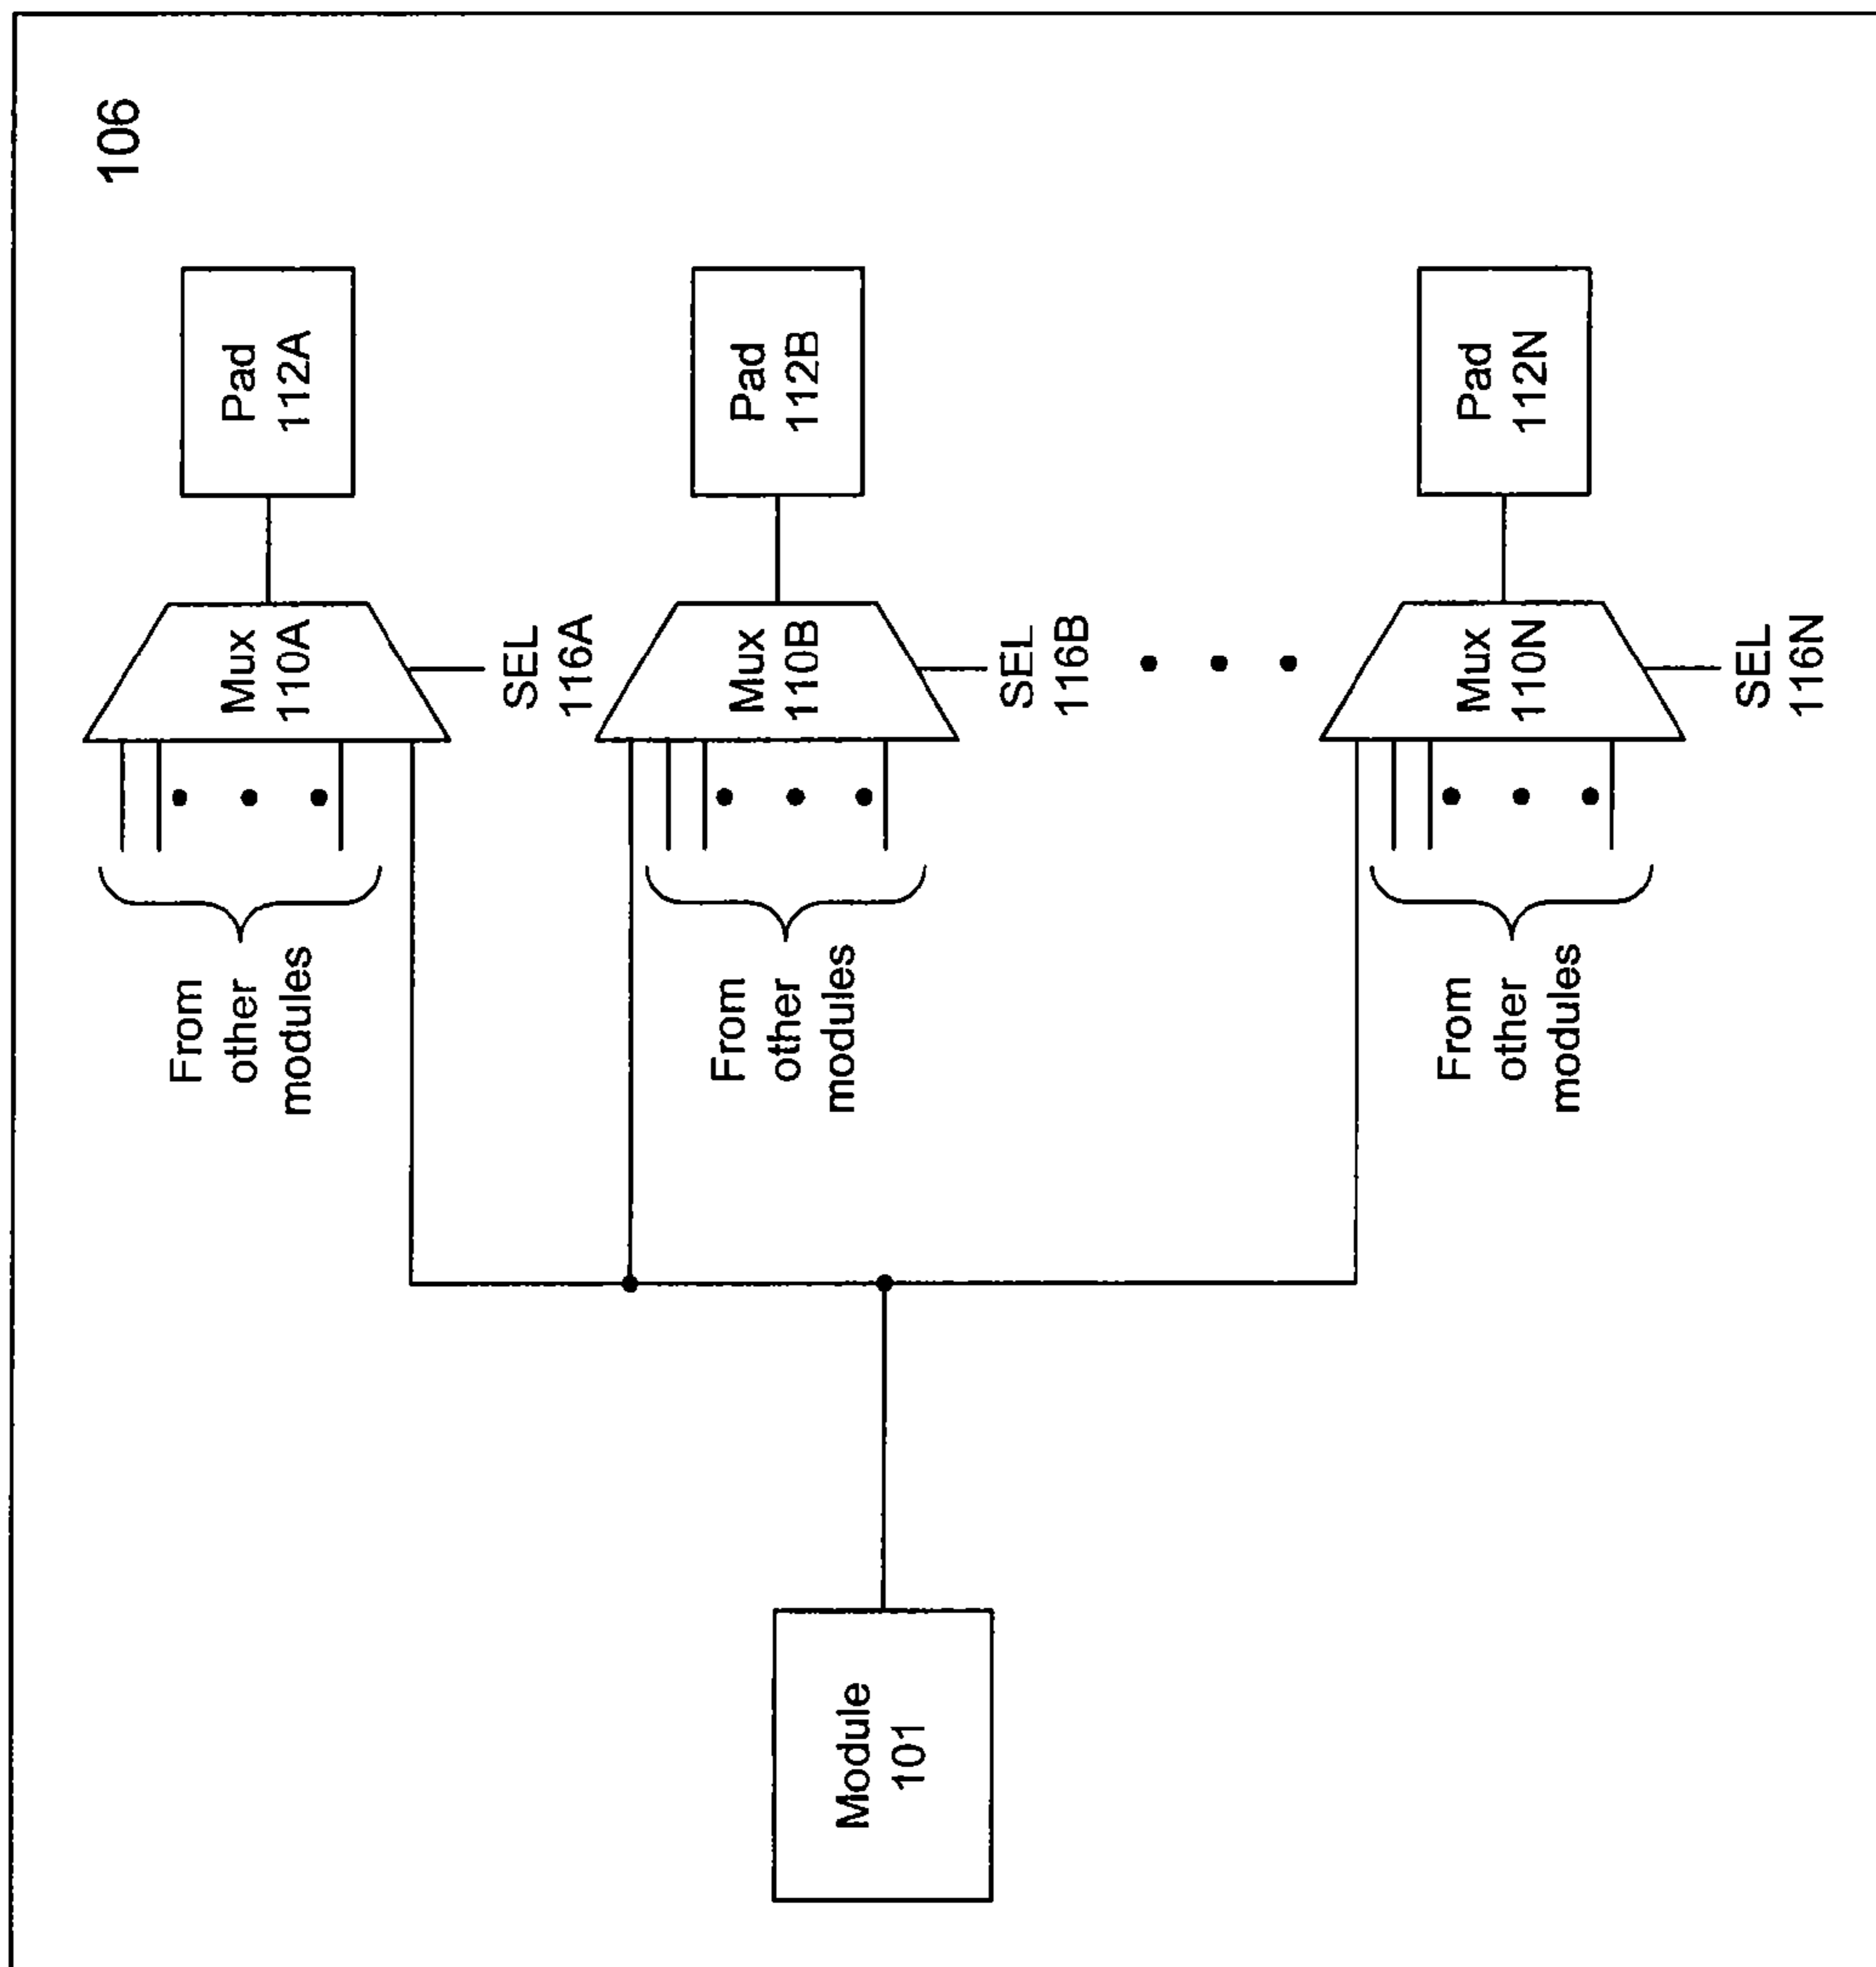 106
Pad
112A
Mux
110A
SEL
116A
From
other
modules
Pad
112B
Mux
110B
SEL
116B
From
other
modules
Pad
112N
Mux
110N
SEL
116N
From
other
modules
Module
101